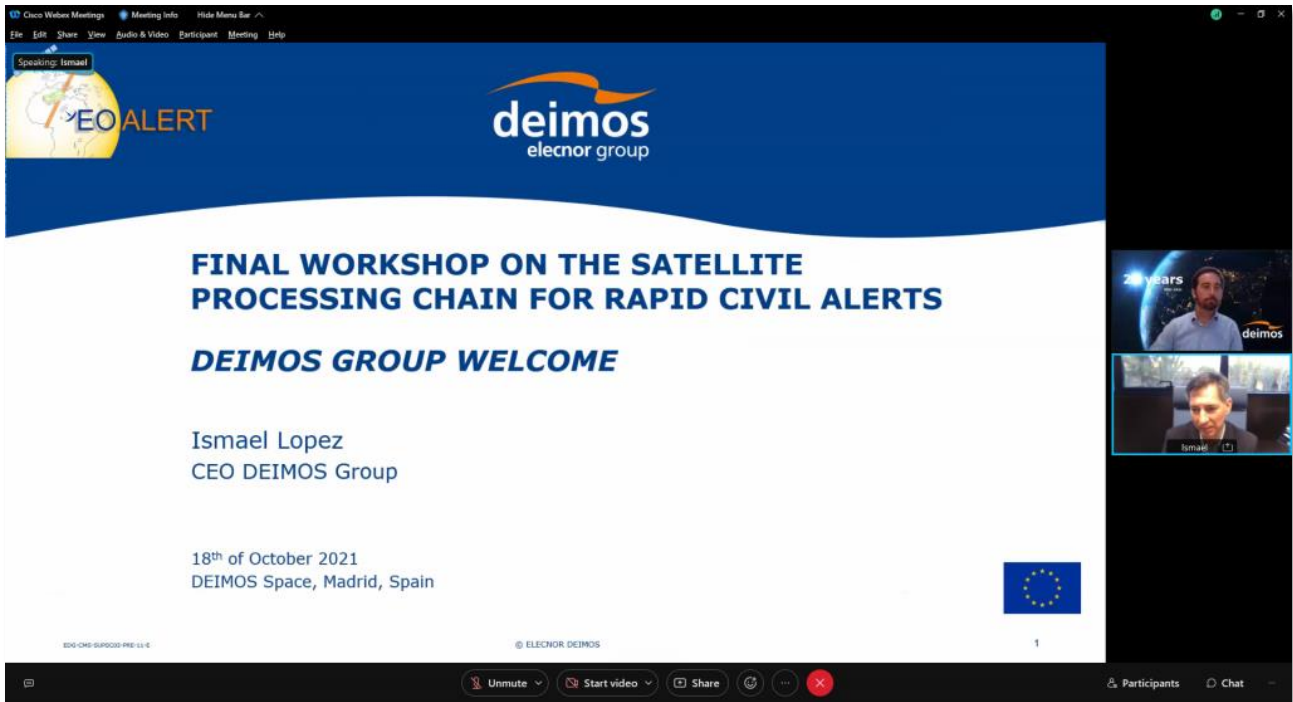 Cisco Webex Meetings Meeting Info Hide Menu Bar
File Edit Share View Audio & Video Participant Meeting Help
Speaking: Ismael
EO ALERT
deimos
elecnor group
FINAL WORKSHOP ON THE SATELLITE
PROCESSING CHAIN FOR RAPID CIVIL ALERTS
DEIMOS GROUP WELCOME
Ismael Lopez
CEO DEIMOS Group
18th of October 2021
DEIMOS Space, Madrid, Spain
© ELECNOR DEIMOS
1
years
deimos
Ismael
Unmute Start video Share
Participants Chat